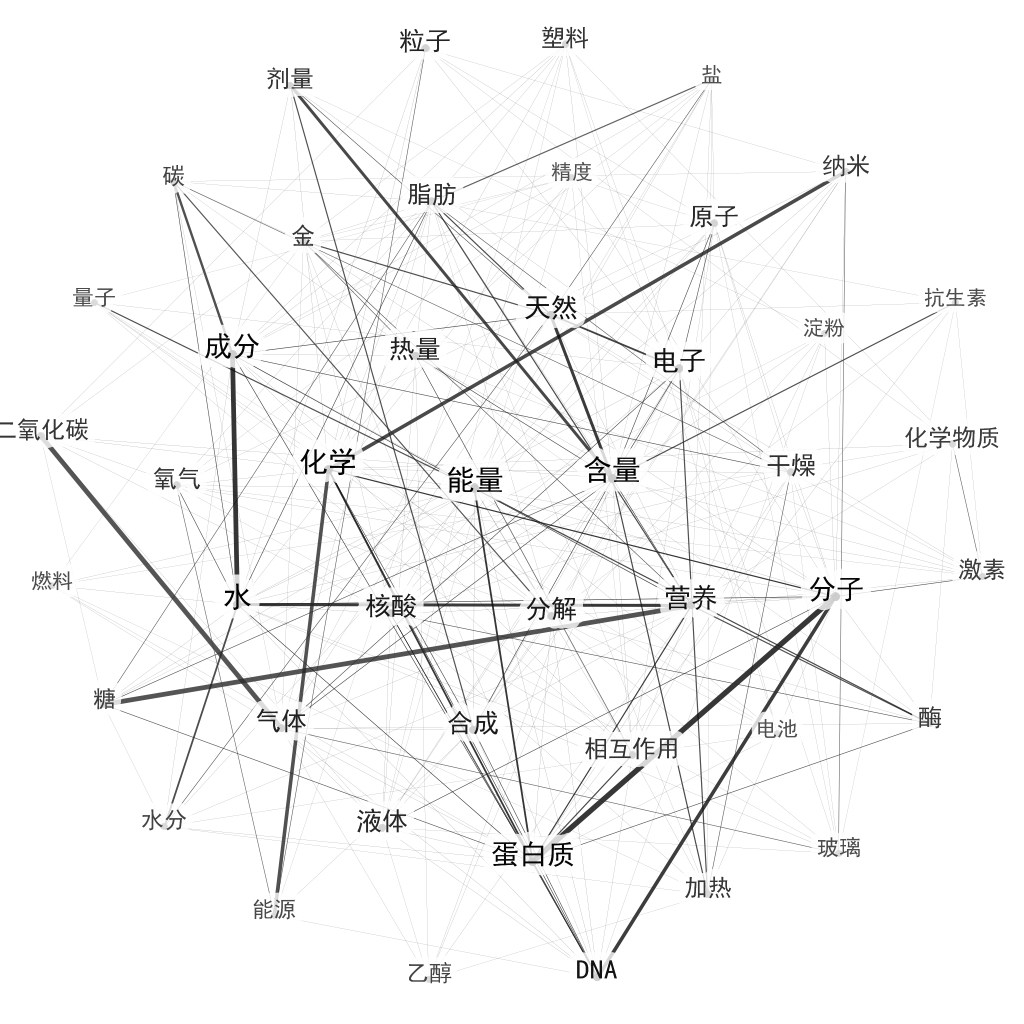 粒子
塑料
剂量
盐
碳
精度
纳米
脂肪
原子
金
量子
天然
抗生素
成分
热量
淀粉
电子
二氧化碳
化学
能量
含量
干燥
化学物质
氧气
燃料
水
核酸
分解
营养
分子
激素
糖
气体
合成
相互作用
电池
酶
水分
液体
蛋白质
玻璃
加热
能源
乙醇
DNA